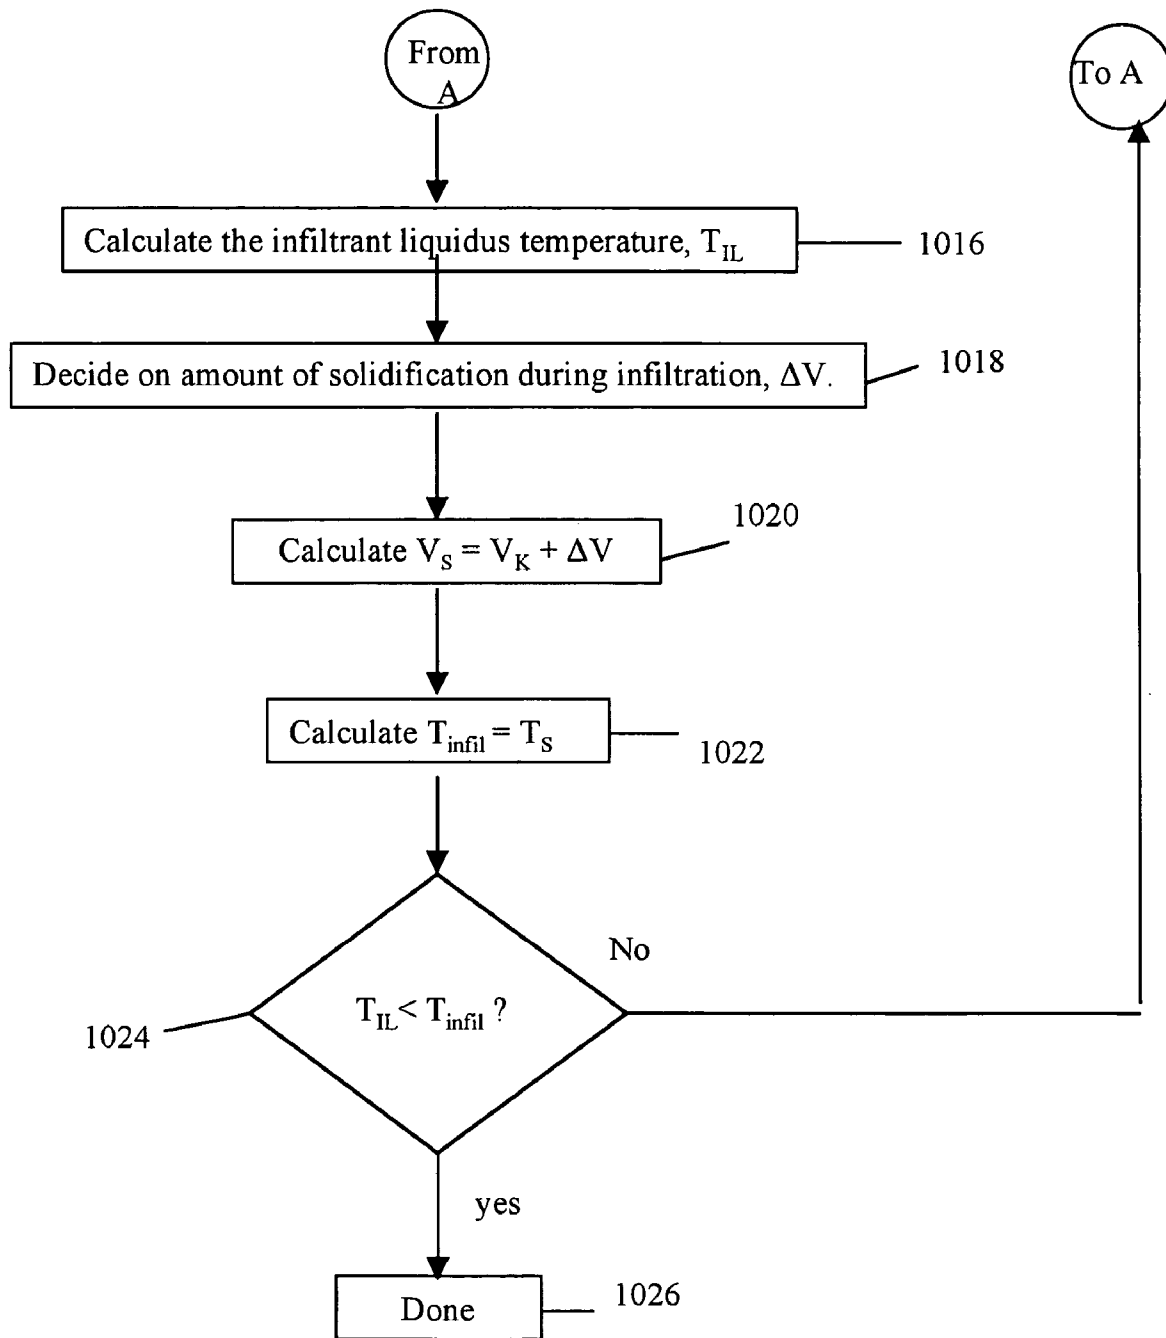 From
A
To A
Calculate the infiltrant liquidus temperature, T_IL
1016
Decide on amount of solidification during infiltration, ΔV.
1018
1020
Calculate V_S = V_K + ΔV
Calculate T_infil = T_S
1022
No
T_IL < T_infil ?
1024
yes
Done
1026